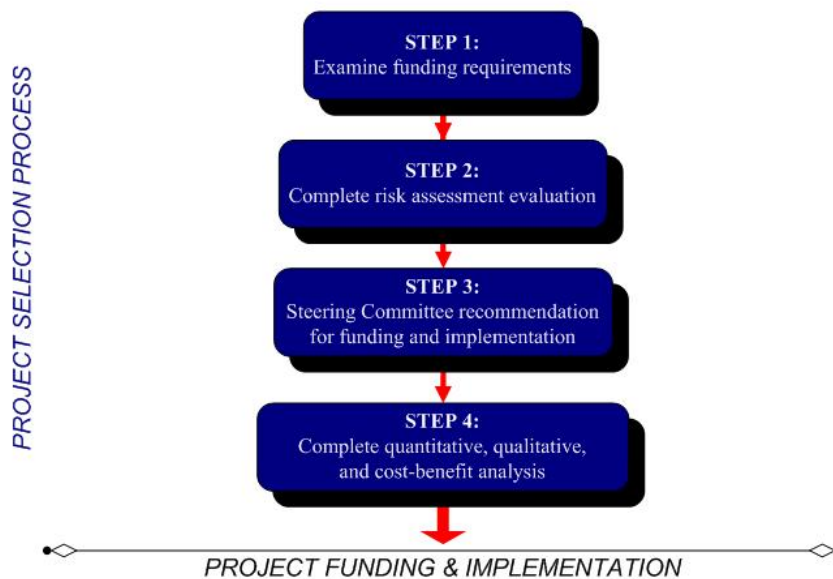 PROJECT SELECTION PROCESS
STEP 1:
Examine funding requirements
STEP 2:
Complete risk assessment evaluation
STEP 3:
Steering Committee recommendation
for funding and implementation
STEP 4:
Complete quantitative, qualitative,
and cost-benefit analysis
PROJECT FUNDING & IMPLEMENTATION